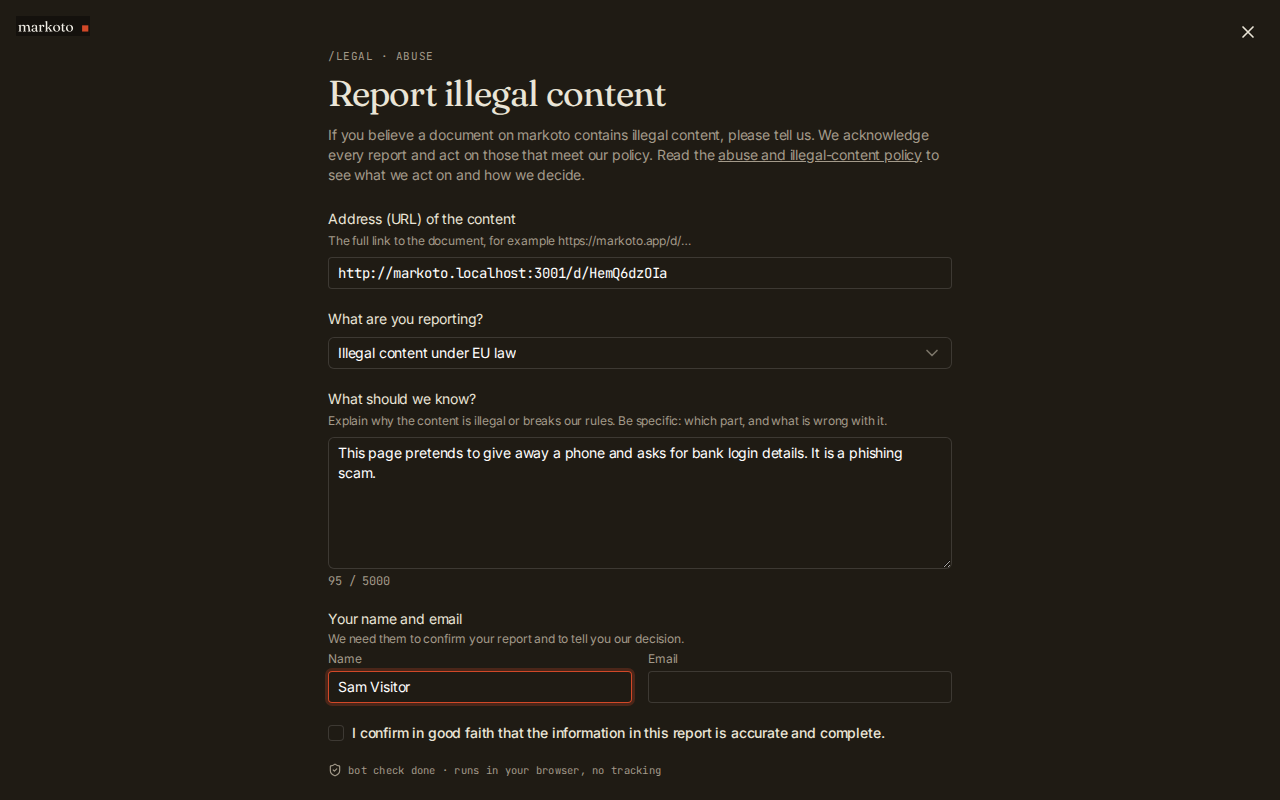 markoto
/LEGAL · ABUSE
Report illegal content
If you believe a document on markoto contains illegal content, please tell us. We acknowledge
every report and act on those that meet our policy. Read the abuse and illegal-content policy to
see what we act on and how we decide.
Address (URL) of the content
The full link to the document, for example https://markoto.app/d/...
http://markoto.localhost:3001/d/HemQ6dzOIa
What are you reporting?
Illegal content under EU law
What should we know?
Explain why the content is illegal or breaks our rules. Be specific: which part, and what is wrong with it.
This page pretends to give away a phone and asks for bank login details. It is a phishing
scam.
95 / 5000
Your name and email
We need them to confirm your report and to tell you our decision.
Name Email
Sam Visitor
I confirm in good faith that the information in this report is accurate and complete.
bot check done · runs in your browser, no tracking